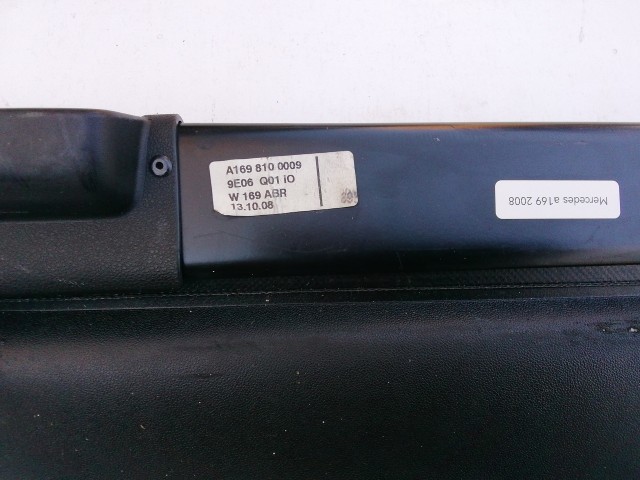 A169 810 0009
9E06 Q01 iO
W 169 ABR
13.10.08
Mercedes a169 2008